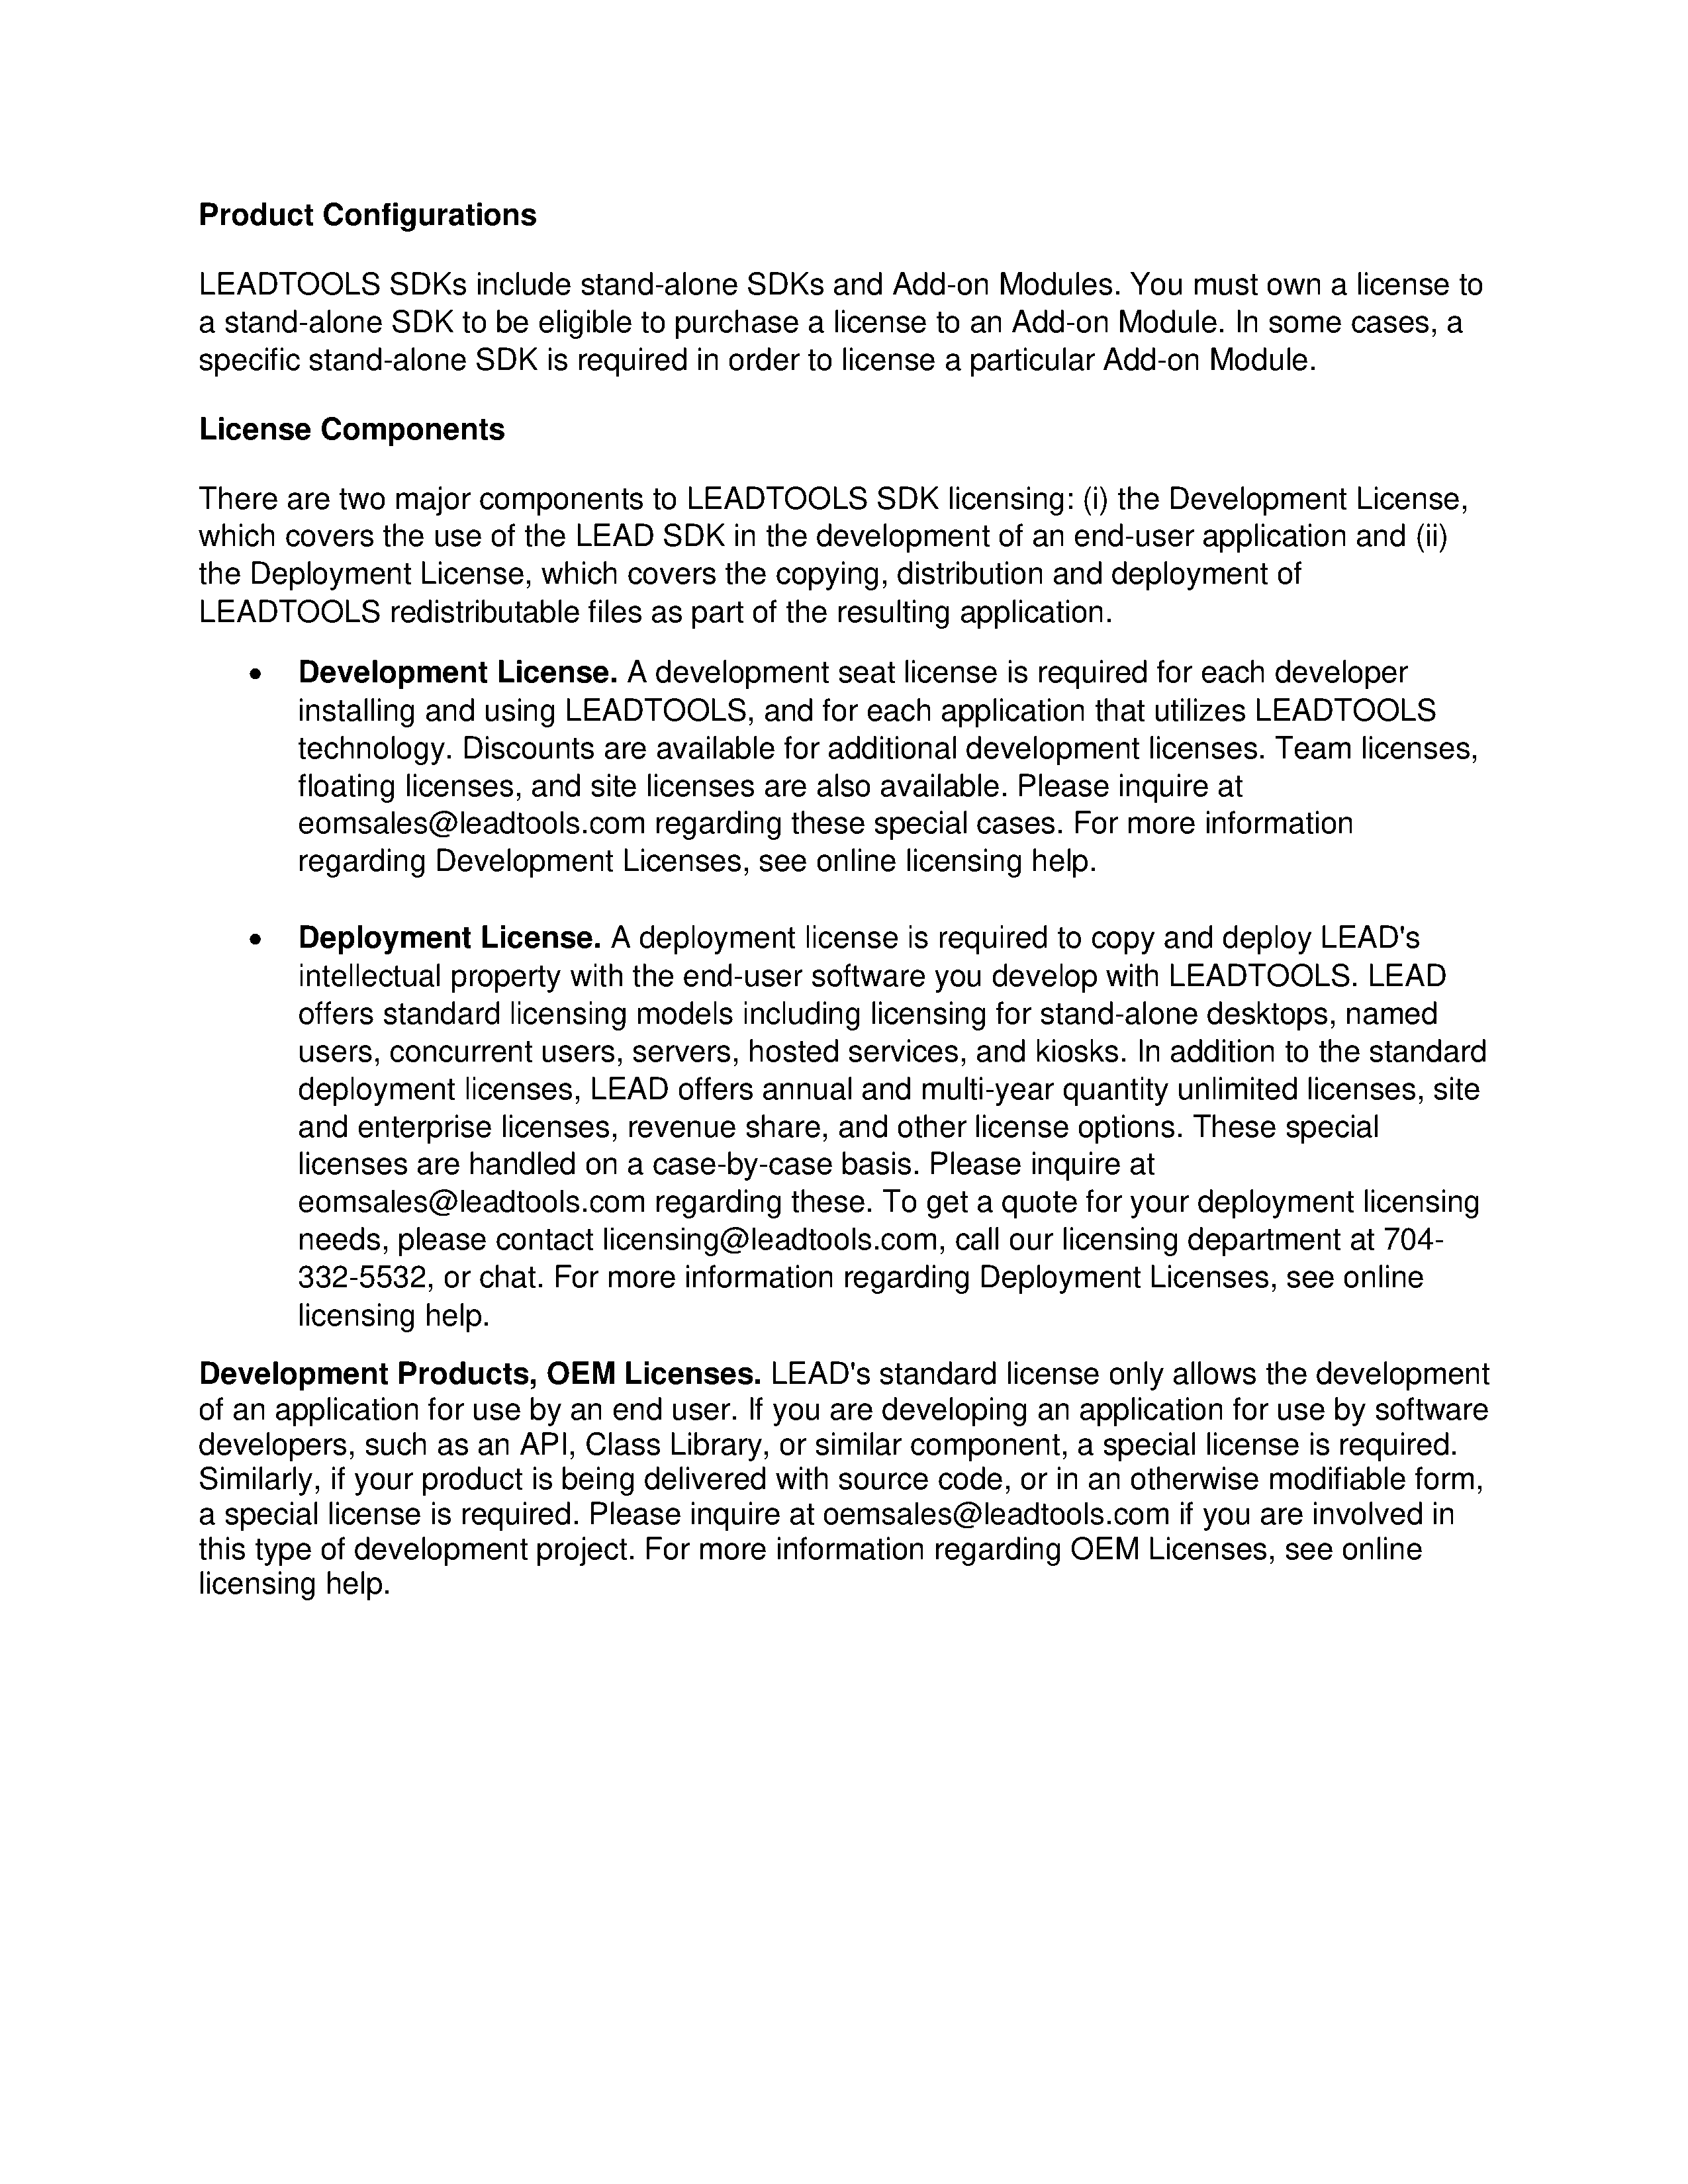 Product Configurations
LEADTOOLS SDKs include stand-alone SDKs and Add-on Modules. You must own a license to
a stand-alone SDK to be eligible to purchase a license to an Add-on Module. In some cases, a
specific stand-alone SDK is required in order to license a particular Add-on Module.
License Components
There are two major components to LEADTOOLS SDK licensing: (i) the Development License,
which covers the use of the LEAD SDK in the development of an end-user application and (ii)
the Deployment License, which covers the copying, distribution and deployment of
LEADTOOLS redistributable files as part of the resulting application.
• Development License. A development seat license is required for each developer
installing and using LEADTOOLS, and for each application that utilizes LEADTOOLS
technology. Discounts are available for additional development licenses. Team licenses,
floating licenses, and site licenses are also available. Please inquire at
eomsales@leadtools.com regarding these special cases. For more information
regarding Development Licenses, see online licensing help.
• Deployment License. A deployment license is required to copy and deploy LEAD's
intellectual property with the end-user software you develop with LEADTOOLS. LEAD
offers standard licensing models including licensing for stand-alone desktops, named
users, concurrent users, servers, hosted services, and kiosks. In addition to the standard
deployment licenses, LEAD offers annual and multi-year quantity unlimited licenses, site
and enterprise licenses, revenue share, and other license options. These special
licenses are handled on a case-by-case basis. Please inquire at
eomsales@leadtools.com regarding these. To get a quote for your deployment licensing
needs, please contact licensing@leadtools.com, call our licensing department at 704-
332-5532, or chat. For more information regarding Deployment Licenses, see online
licensing help.
Development Products, OEM Licenses. LEAD's standard license only allows the development
of an application for use by an end user. If you are developing an application for use by software
developers, such as an API, Class Library, or similar component, a special license is required.
Similarly, if your product is being delivered with source code, or in an otherwise modifiable form,
a special license is required. Please inquire at oemsales@leadtools.com if you are involved in
this type of development project. For more information regarding OEM Licenses, see online
licensing help.